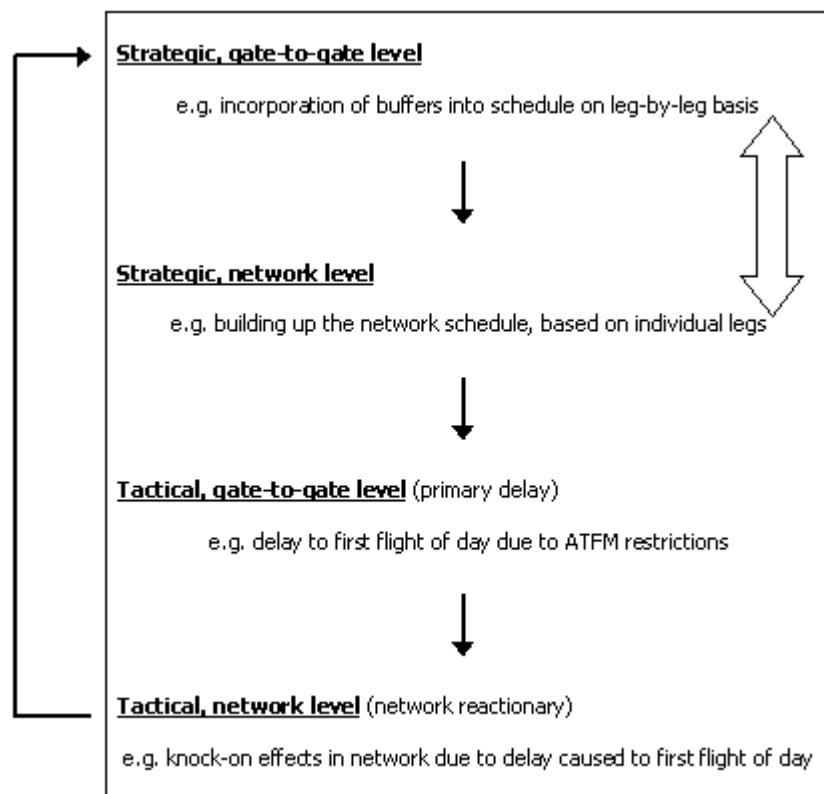 Strategic, gate-to-gate level
e.g. incorporation of buffers into schedule on leg-by-leg basis
Strategic, network level
e.g. building up the network schedule, based on individual legs
Tactical, gate-to-gate level (primary delay)
e.g. delay to first flight of day due to ATFM restrictions
Tactical, network level (network reactionary)
e.g. knock-on effects in network due to delay caused to first flight of day